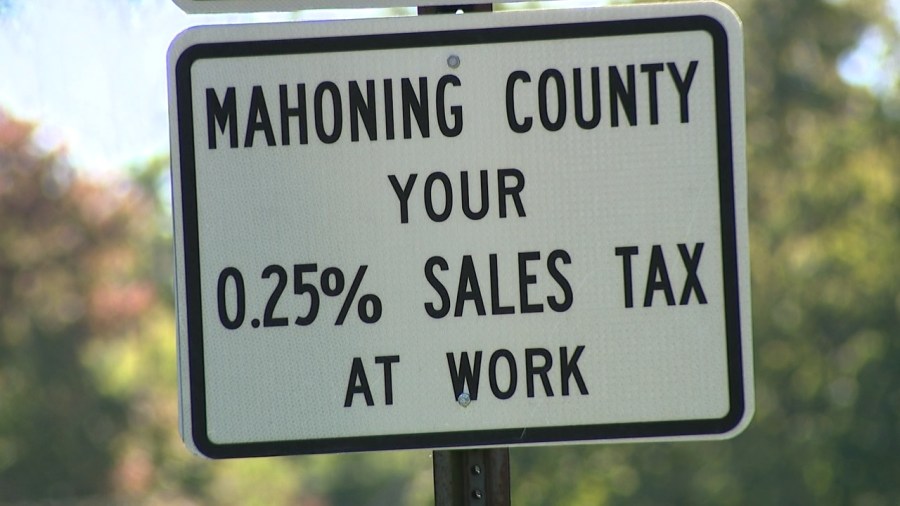 MAHONING COUNTY
YOUR
0.25% SALES TAX
AT WORK